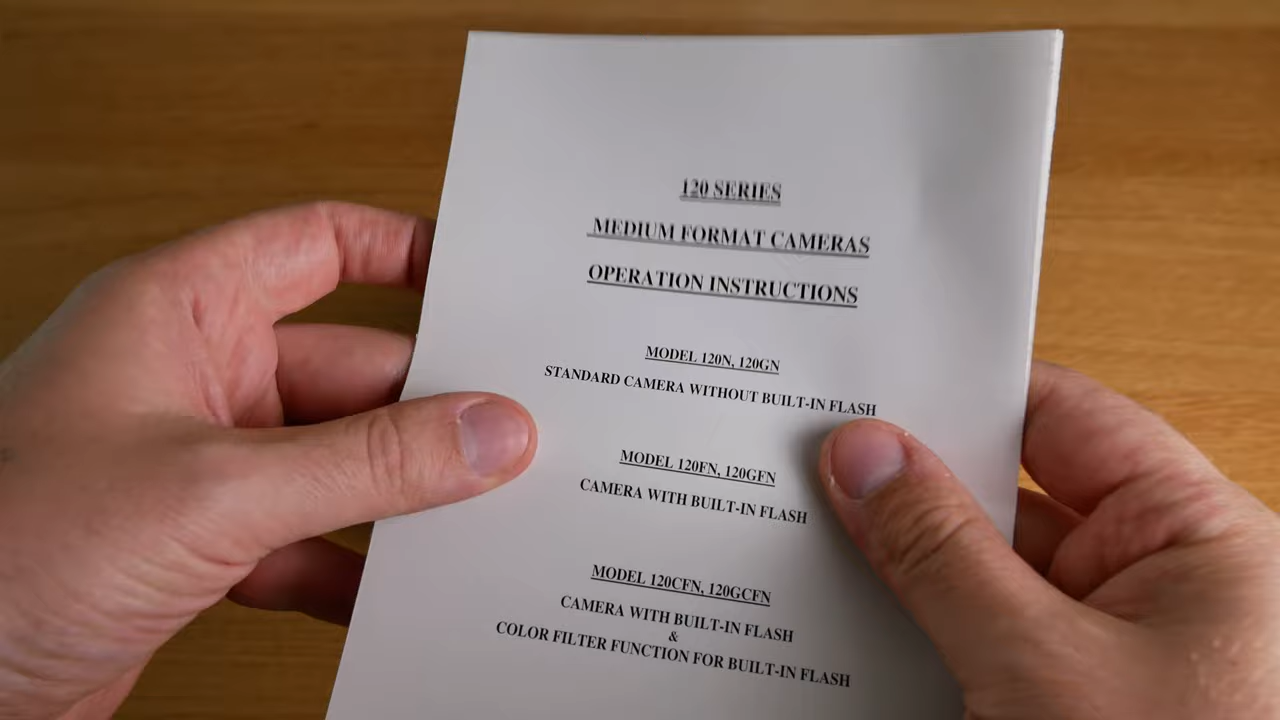 120 SERIES
MEDIUM FORMAT CAMERAS
OPERATION INSTRUCTIONS
MODEL 120N, 120GN
STANDARD CAMERA WITHOUT BUILT-IN FLASH
MODEL 120FN, 120GFN
CAMERA WITH BUILT-IN FLASH
MODEL 120CFN, 120GCFN
CAMERA WITH BUILT-IN FLASH
&
COLOR FILTER FUNCTION FOR BUILT-IN FLASH